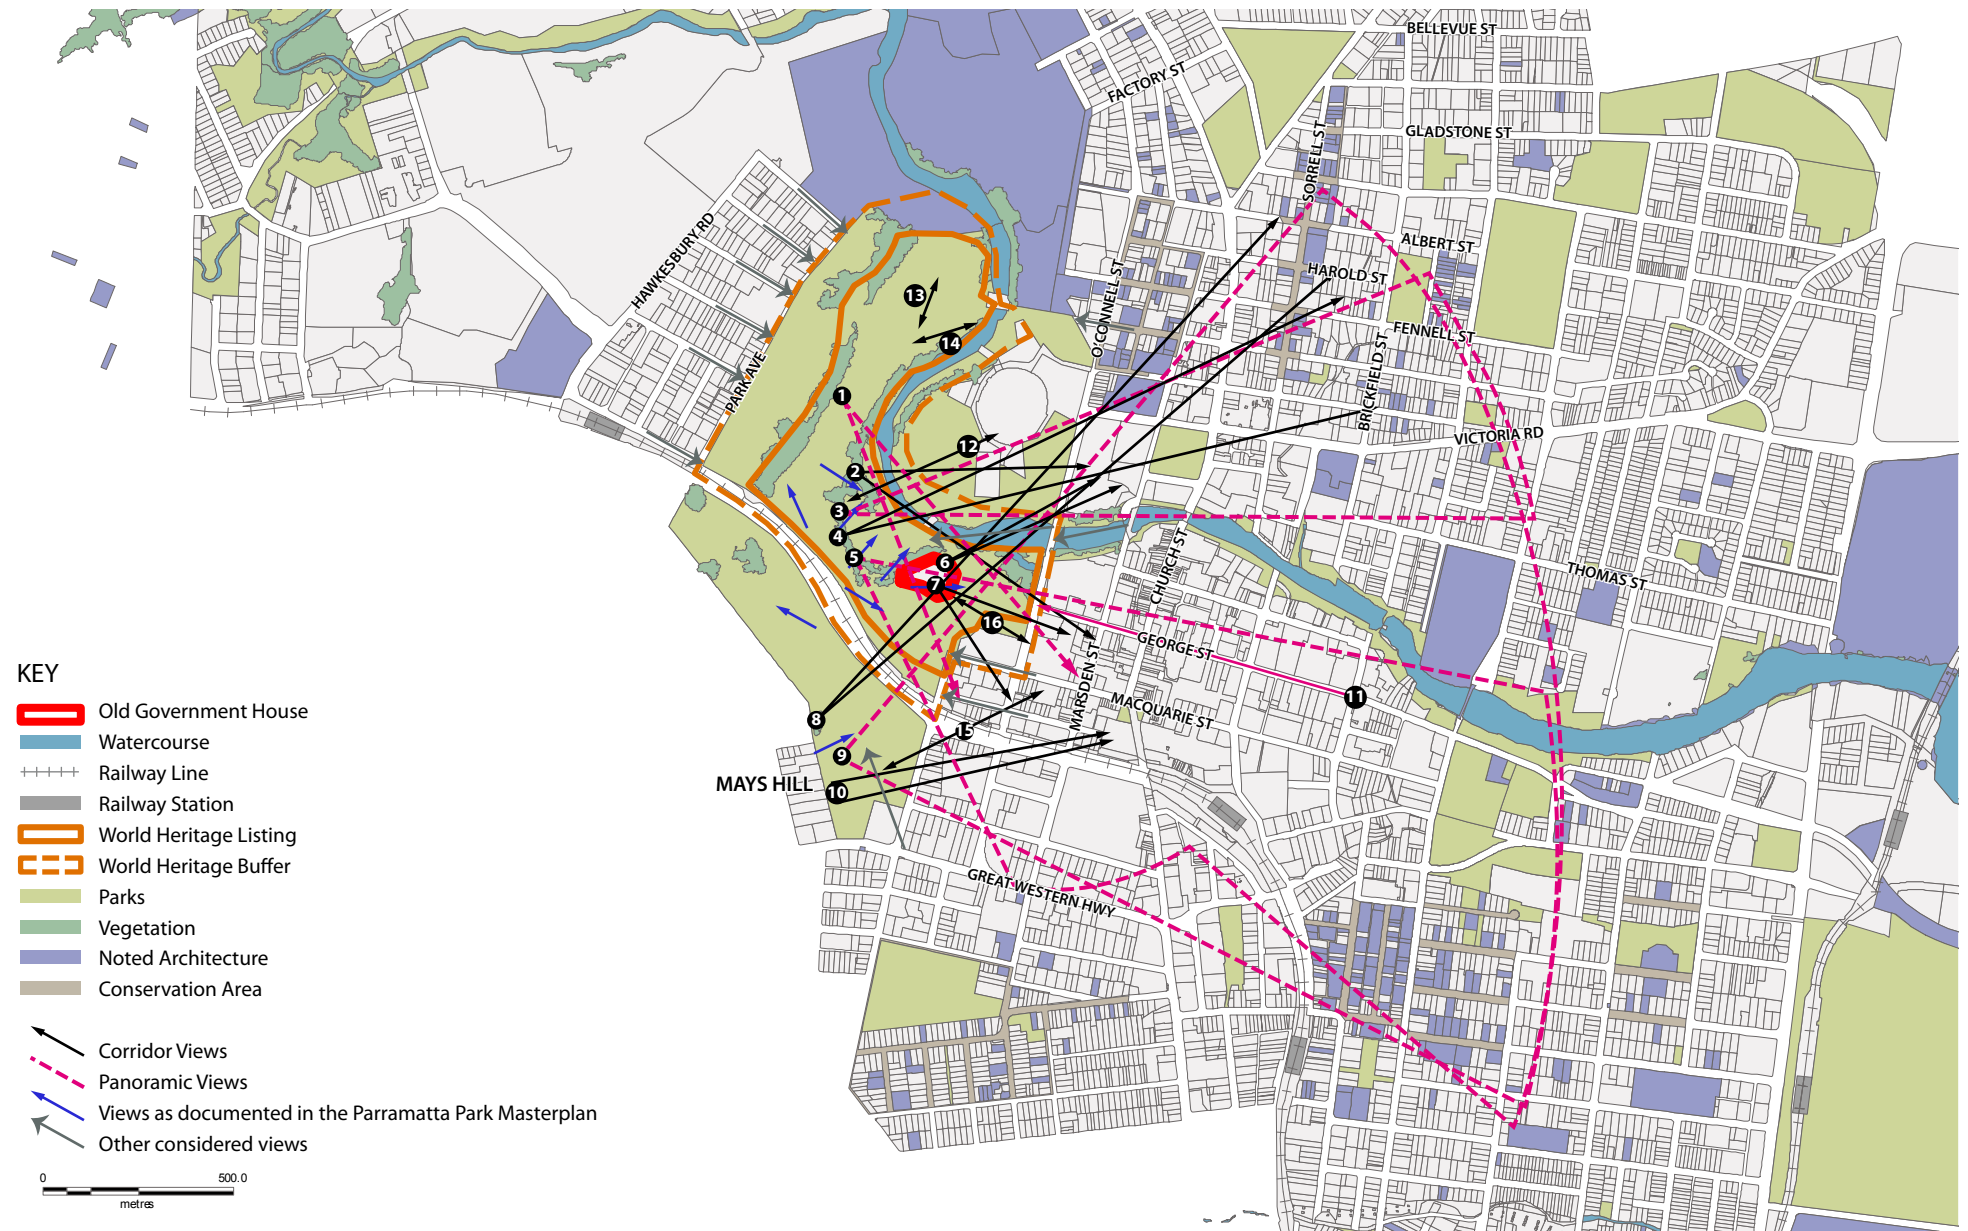 BELLEVUE ST
FACTORY ST
GLADSTONE ST
SORRELL ST
HAWKESBURY RD
ALBERT ST
HAROLD ST
O'CONNELL ST
FENNELL ST
BRICKFIELD ST
PARK AVE
VICTORIA RD
13
14
1
12
2
3
4
5
6
7
16
8
9
10
15
11
CHURCH ST
THOMAS ST
GEORGE ST
MARSDEN ST
MACQUARIE ST
MAYS HILL
GREAT WESTERN HWY
KEY
Old Government House
Watercourse
Railway Line
Railway Station
World Heritage Listing
World Heritage Buffer
Parks
Vegetation
Noted Architecture
Conservation Area
Corridor Views
Panoramic Views
Views as documented in the Parramatta Park Masterplan
Other considered views
0 500.0
metres